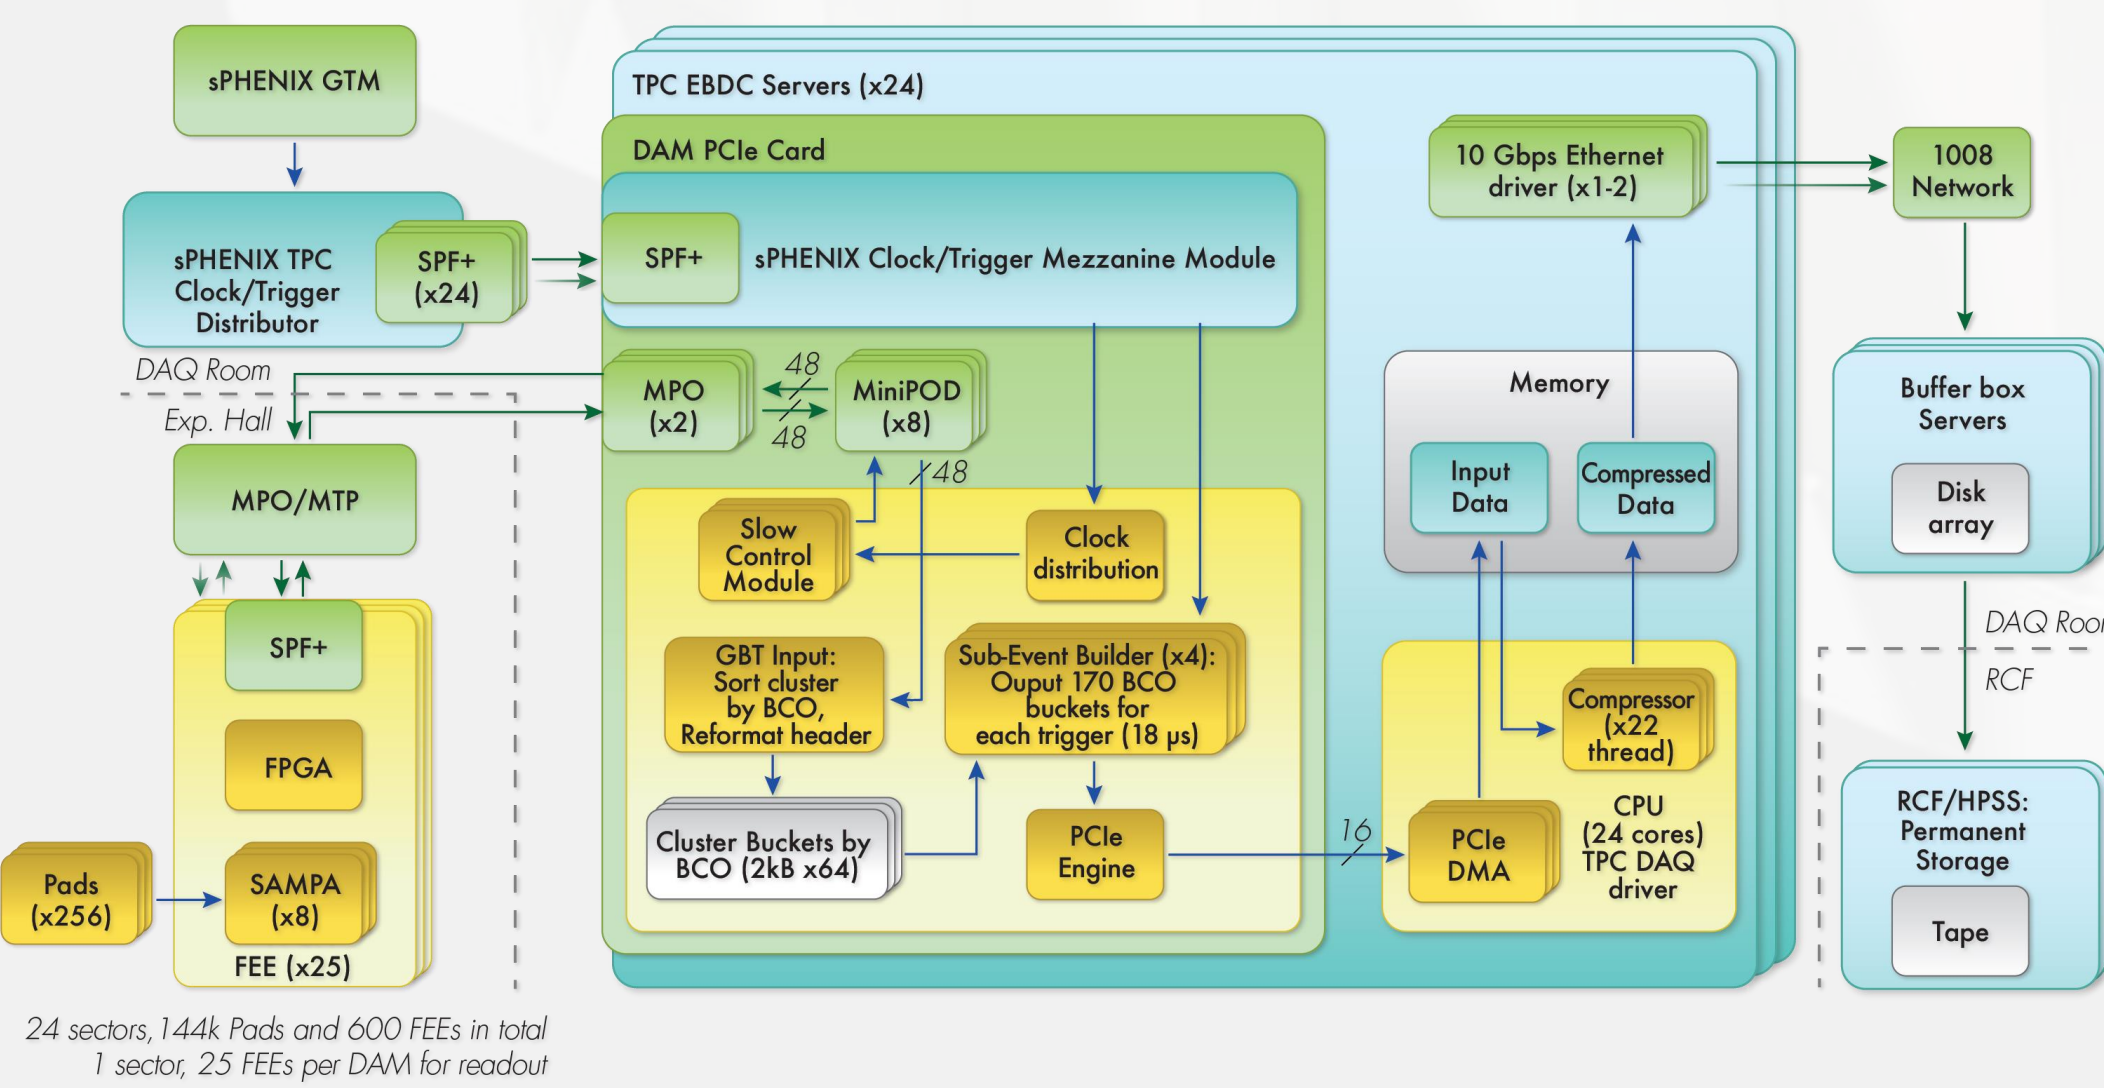 sPHENIX GTM
sPHENIX TPC
Clock/Trigger
Distributor
SPF+
(x24)
DAQ Room
Exp. Hall
MPO/MTP
SPF+
FPGA
Pads
(x256)
SAMPA
(x8)
FEE (x25)
24 sectors, 144k Pads and 600 FEEs in total
1 sector, 25 FEEs per DAM for readout
TPC EBDC Servers (x24)
DAM PCIe Card
SPF+
sPHENIX Clock/Trigger Mezzanine Module
MPO
(x2)
48
48
MiniPOD
(x8)
48
Slow
Control
Module
Clock
distribution
GBT Input:
Sort cluster
by BCO,
Reformat header
Sub-Event Builder (x4):
Ouput 170 BCO
buckets for
each trigger (18 µs)
Cluster Buckets by
BCO (2kB x64)
PCIe
Engine
16
10 Gbps Ethernet
driver (x1-2)
Memory
Input
Data
Compressed
Data
Compressor
(x22
thread)
PCIe
DMA
CPU
(24 cores)
TPC DAQ
driver
1008
Network
Buffer box
Servers
Disk
array
DAQ Roor
RCF
RCF/HPSS:
Permanent
Storage
Tape